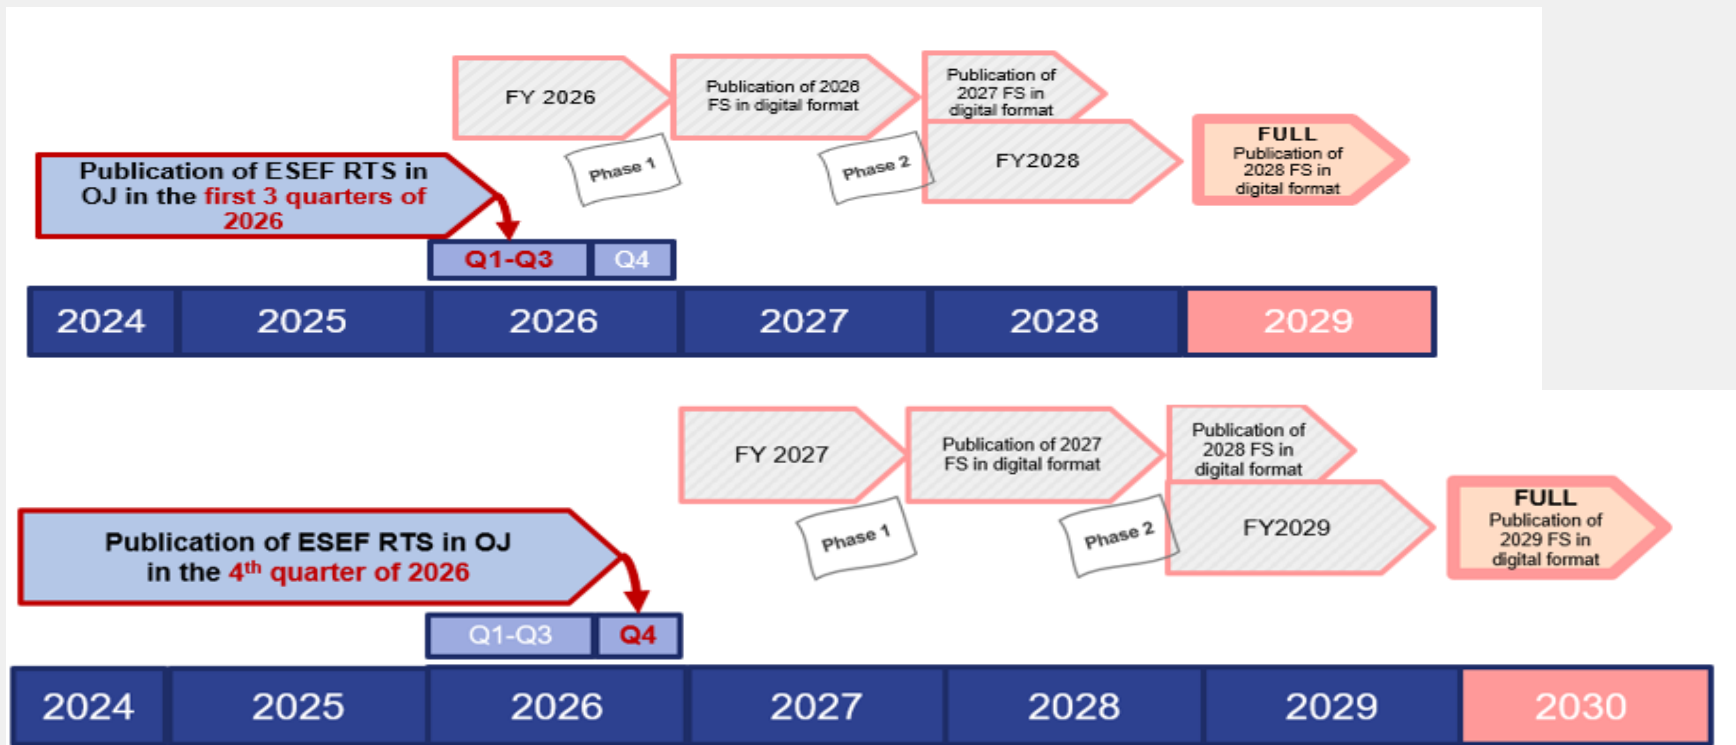 FY 2026
Publication of 2026
FS in digital format
Publication of
2027 FS in
digital format
Phase 1
Phase 2
FY2028
FULL
Publication of
2028 FS in
digital format
Publication of ESEF RTS in
OJ in the first 3 quarters of
2026
Q1-Q3
Q4
2024
2025
2026
2027
2028
2029
FY 2027
Publication of 2027
FS in digital format
Publication of
2028 FS in
digital format
Phase 1
Phase 2
FY2029
FULL
Publication of
2029 FS in
digital format
Publication of ESEF RTS in OJ
in the 4th quarter of 2026
Q1-Q3
Q4
2024
2025
2026
2027
2028
2029
2030